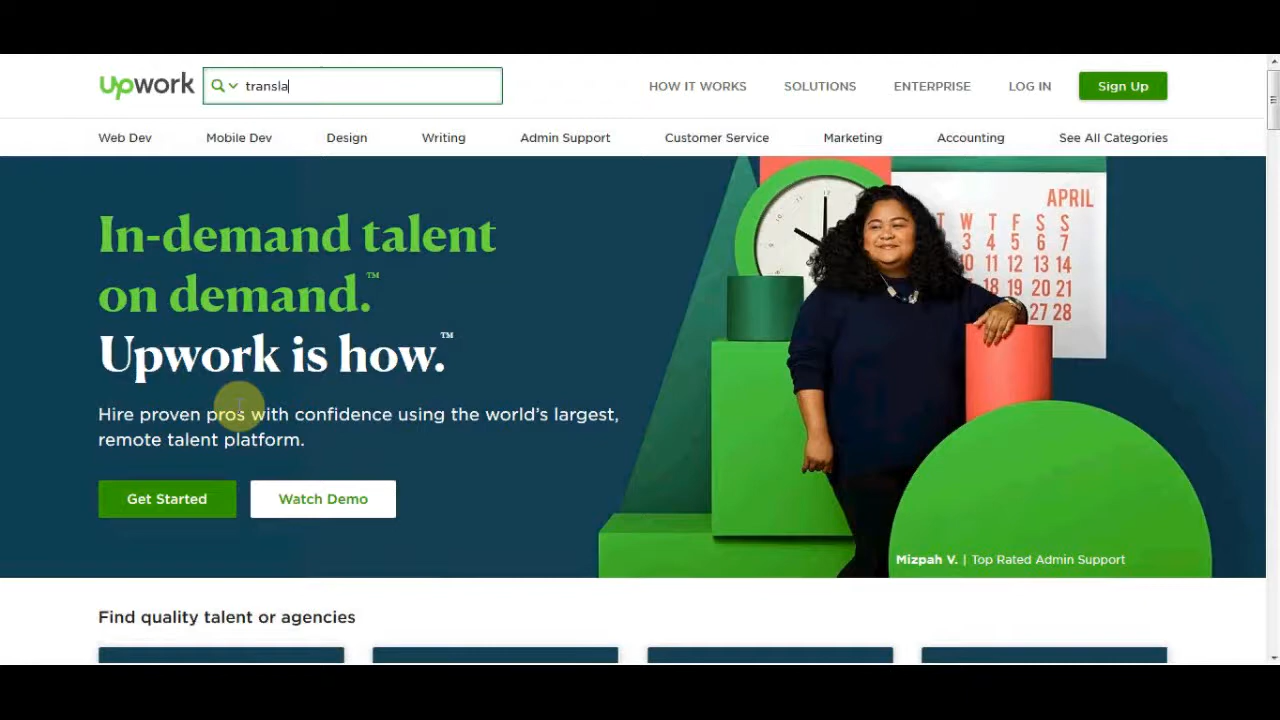 Upwork
transla
HOW IT WORKS
SOLUTIONS
ENTERPRISE
LOG IN
Sign Up
Web Dev
Mobile Dev
Design
Writing
Admin Support
Customer Service
Marketing
Accounting
See All Categories
In-demand talent
on demand.™
Upwork is how.™
Hire proven pros with confidence using the world's largest,
remote talent platform.
Get Started
Watch Demo
APRIL
T W T F S S
3 4 5 6 7
10 11 12 13 14
18 19 20 21
27 28
Mizpah V. | Top Rated Admin Support
Find quality talent or agencies